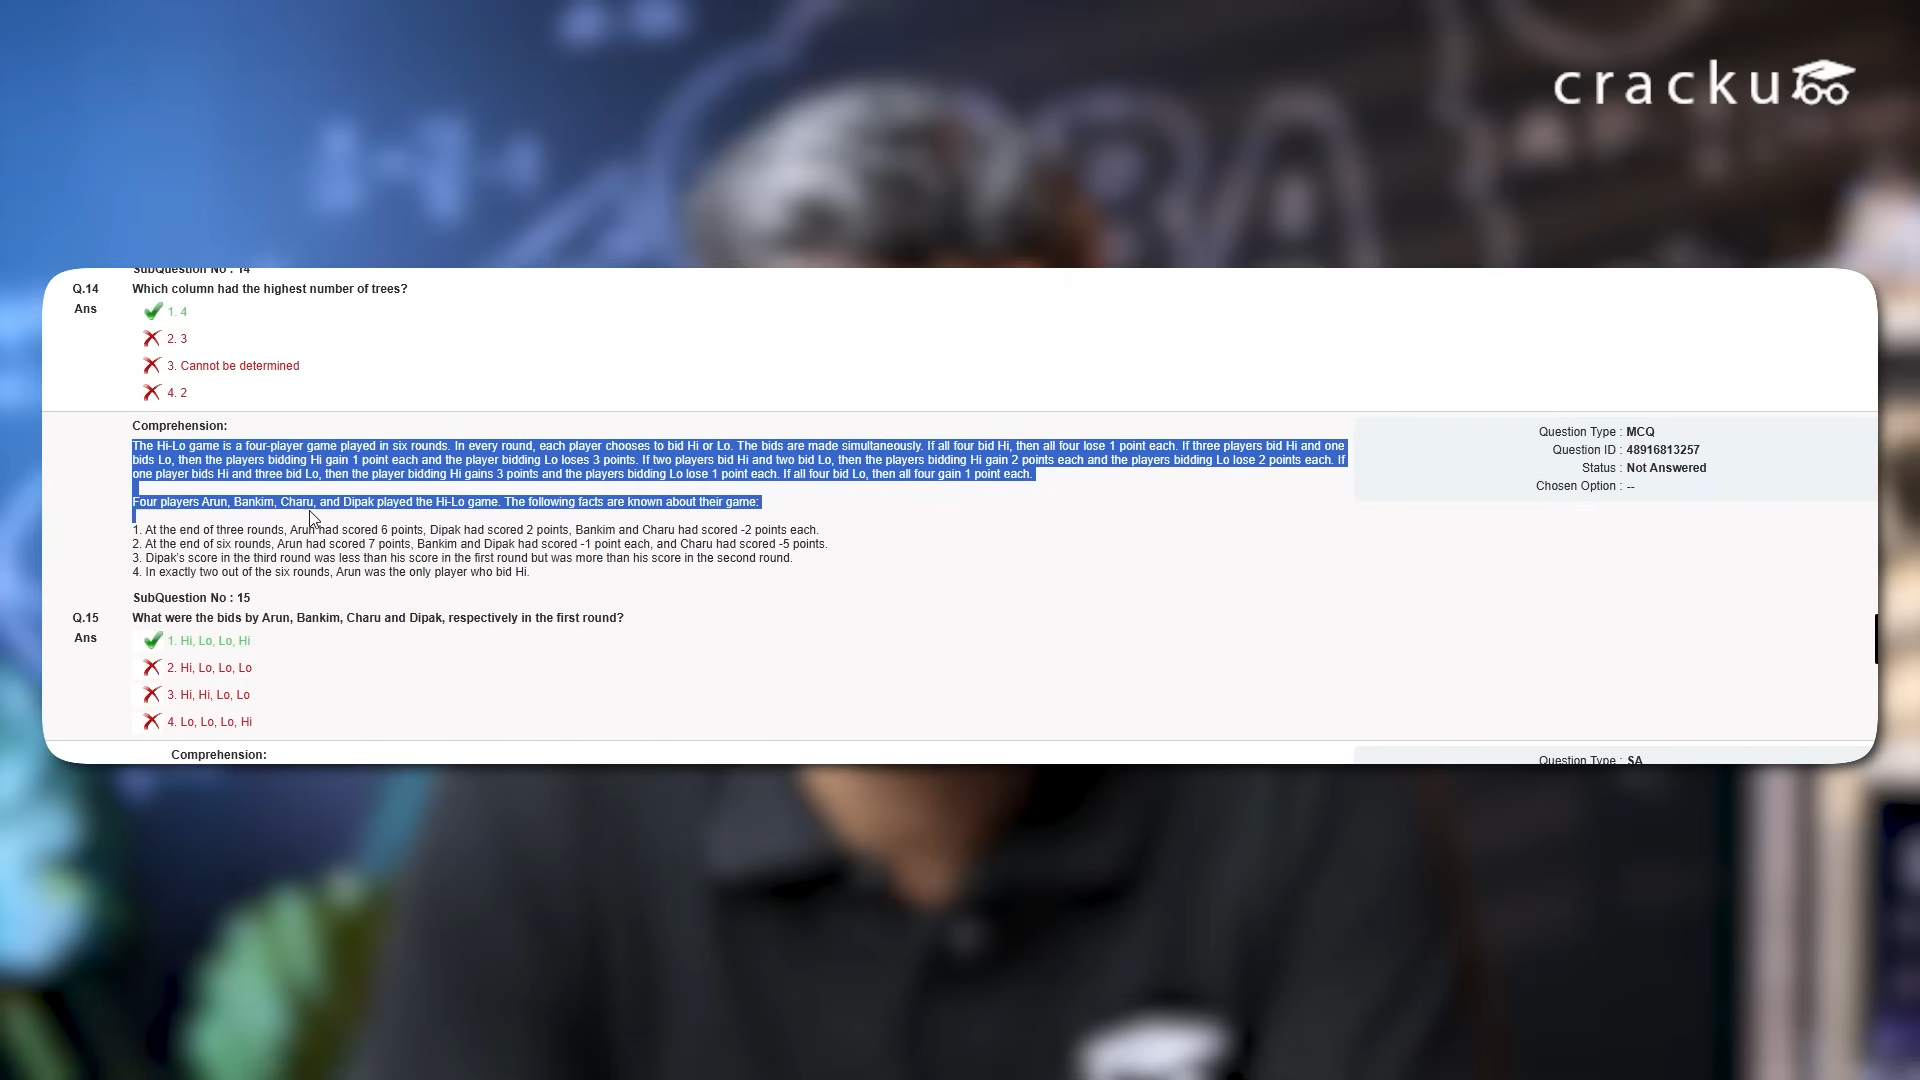 cracku
SubQuestion No : 14
Q.14 Which column had the highest number of trees?
Ans
1. 4
2. 3
3. Cannot be determined
4. 2
Comprehension:
The Hi-Lo game is a four-player game played in six rounds. In every round, each player chooses to bid Hi or Lo. The bids are made simultaneously. If all four bid Hi, then all four lose 1 point each. If three players bid Hi and one
bids Lo, then the players bidding Hi gain 1 point each and the player bidding Lo loses 3 points. If two players bid Hi and two bid Lo, then the players bidding Hi gain 2 points each and the players bidding Lo lose 2 points each. If
one player bids Hi and three bid Lo, then the player bidding Hi gains 3 points and the players bidding Lo lose 1 point each. If all four bid Lo, then all four gain 1 point each.
Four players Arun, Bankim, Charu, and Dipak played the Hi-Lo game. The following facts are known about their game:
1. At the end of three rounds, Arun had scored 6 points, Dipak had scored 2 points, Bankim and Charu had scored -2 points each.
2. At the end of six rounds, Arun had scored 7 points, Bankim and Dipak had scored -1 point each, and Charu had scored -5 points.
3. Dipak's score in the third round was less than his score in the first round but was more than his score in the second round.
4. In exactly two out of the six rounds, Arun was the only player who bid Hi.
Question Type : MCQ
Question ID : 48916813257
Status : Not Answered
Chosen Option : --
SubQuestion No : 15
Q.15 What were the bids by Arun, Bankim, Charu and Dipak, respectively in the first round?
Ans
1. Hi, Lo, Lo, Hi
2. Hi, Lo, Lo, Lo
3. Hi, Hi, Lo, Lo
4. Lo, Lo, Lo, Hi
Comprehension:
Question Type : SA